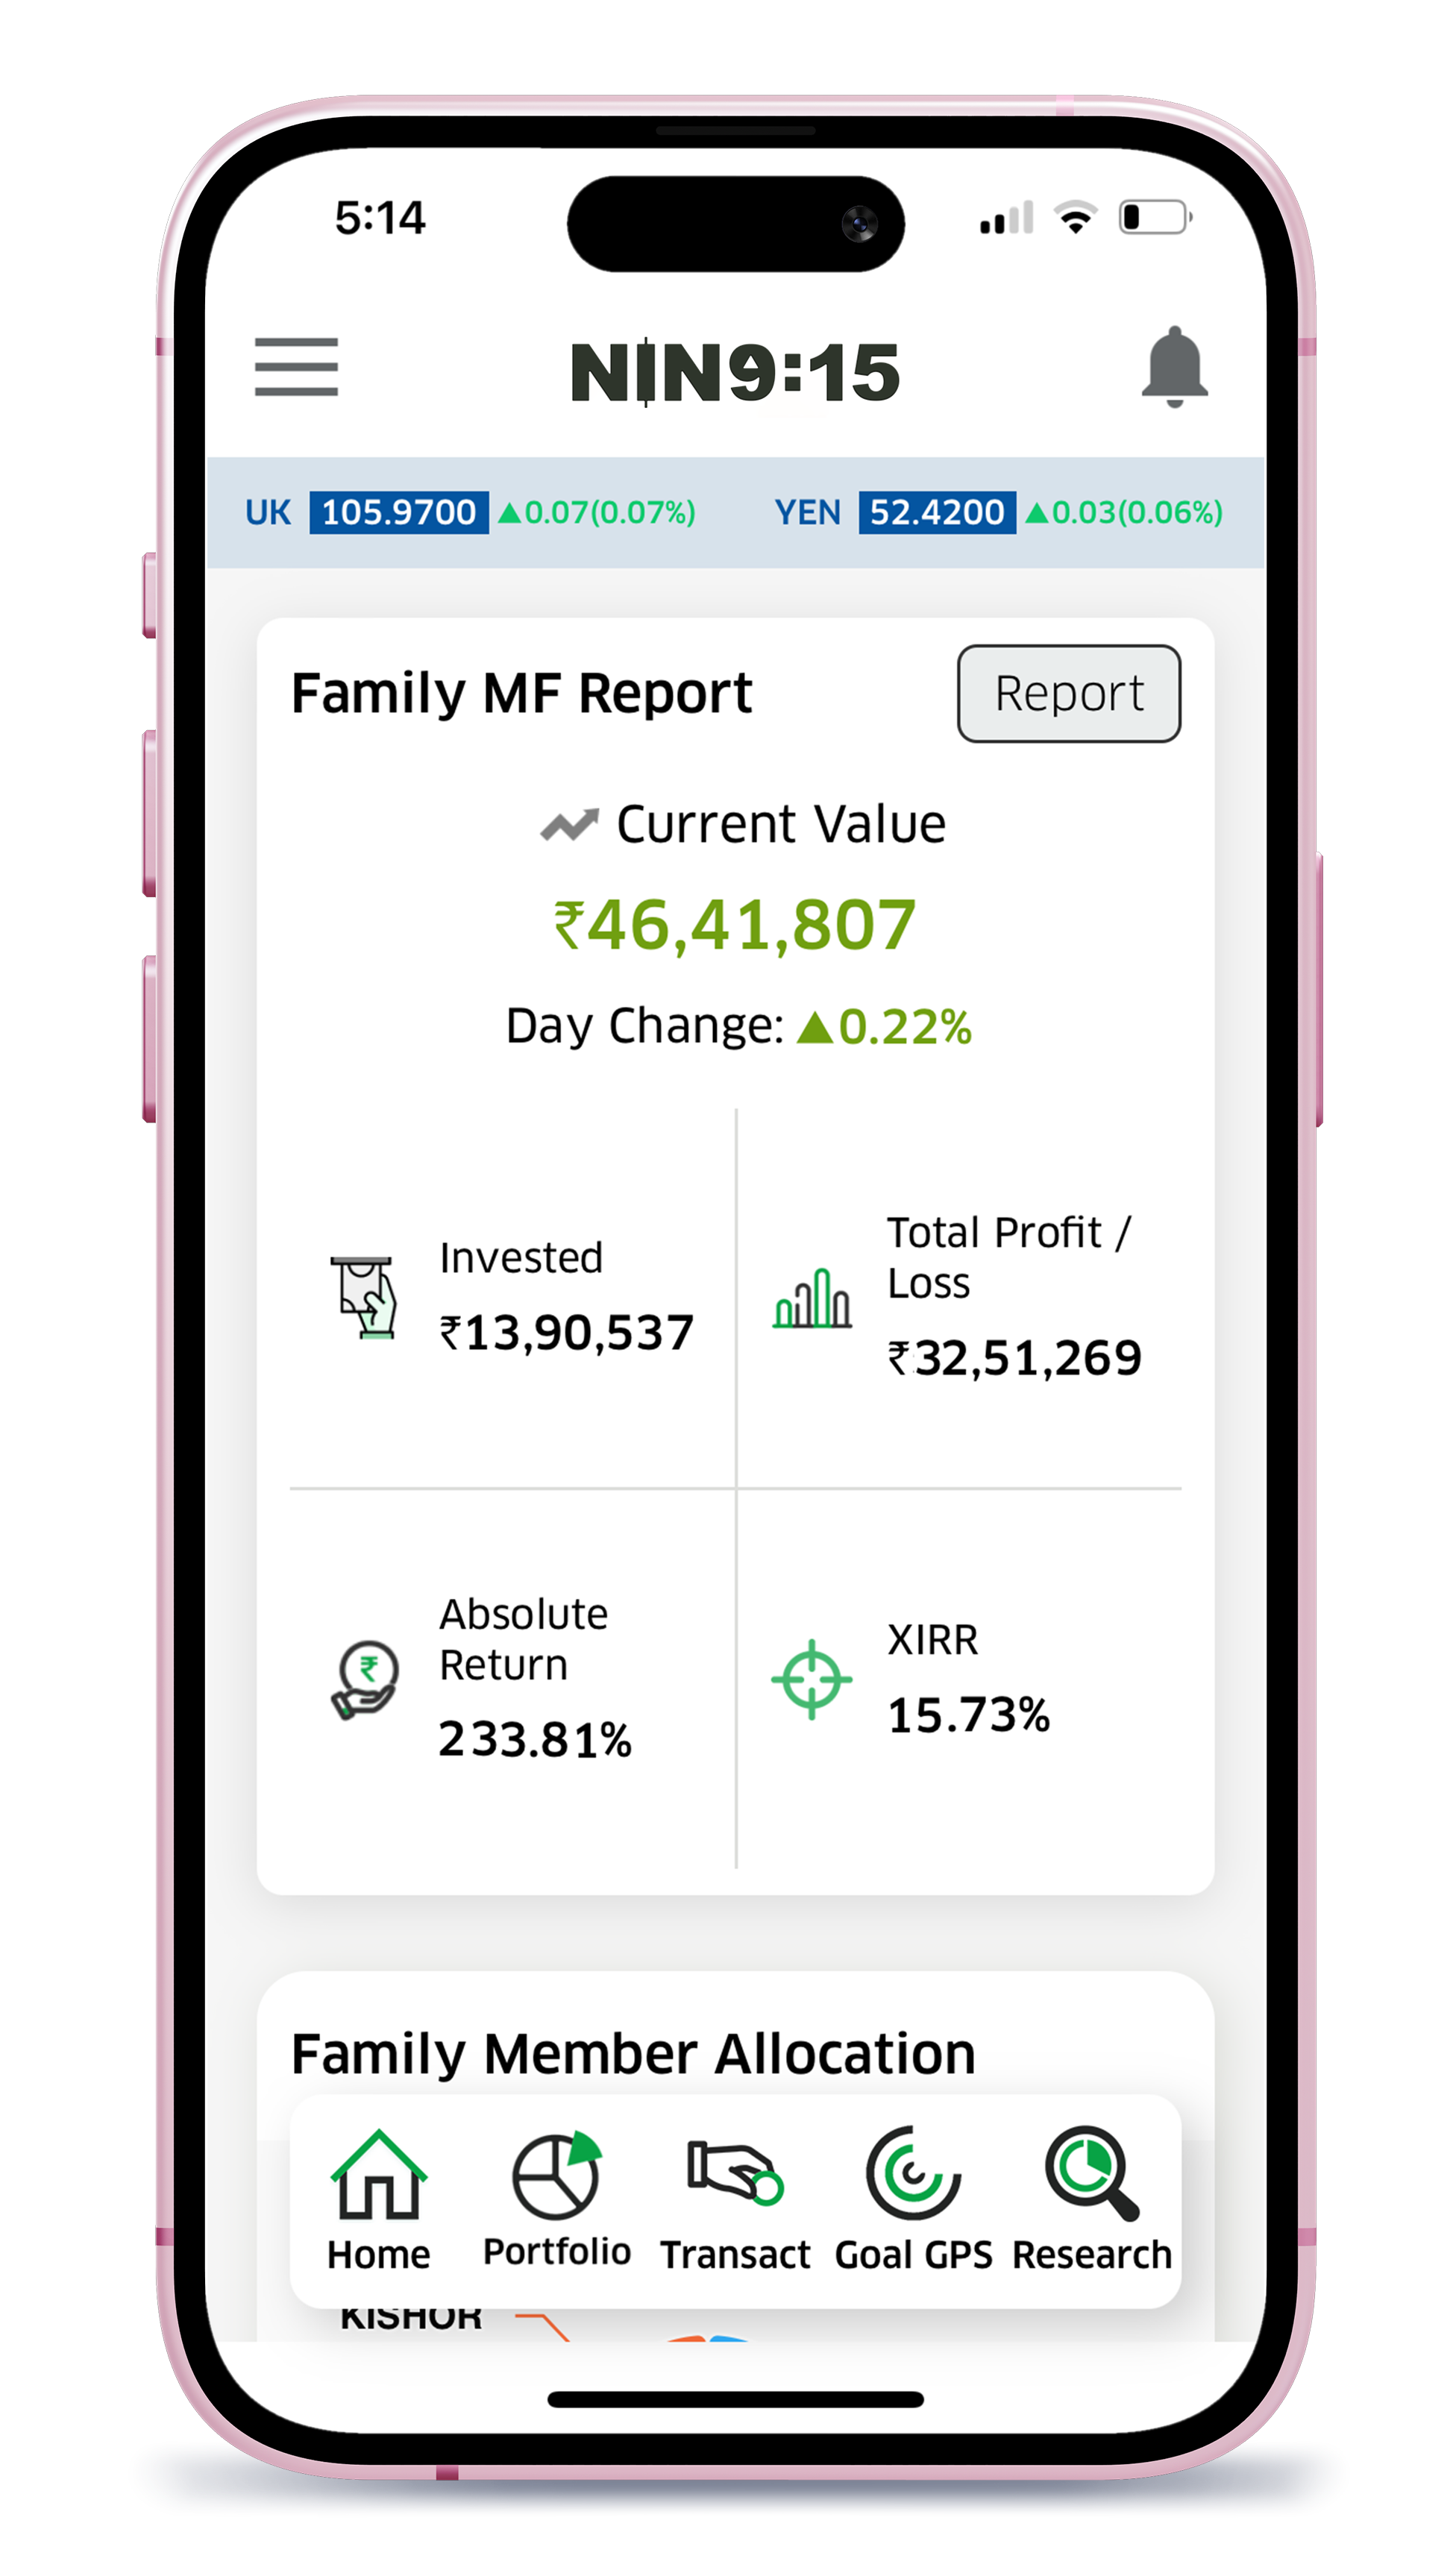 5:14
NIN9:15
UK 105.9700 ▲0.07(0.07%) YEN 52.4200 ▲0.03(0.06%)
Family MF Report
Report
Current Value
₹46,41,807
Day Change: ▲0.22%
Invested
₹13,90,537
Total Profit /
Loss
₹32,51,269
Absolute
Return
233.81%
XIRR
15.73%
Family Member Allocation
Home Portfolio Transact Goal GPS Research
KISHOR